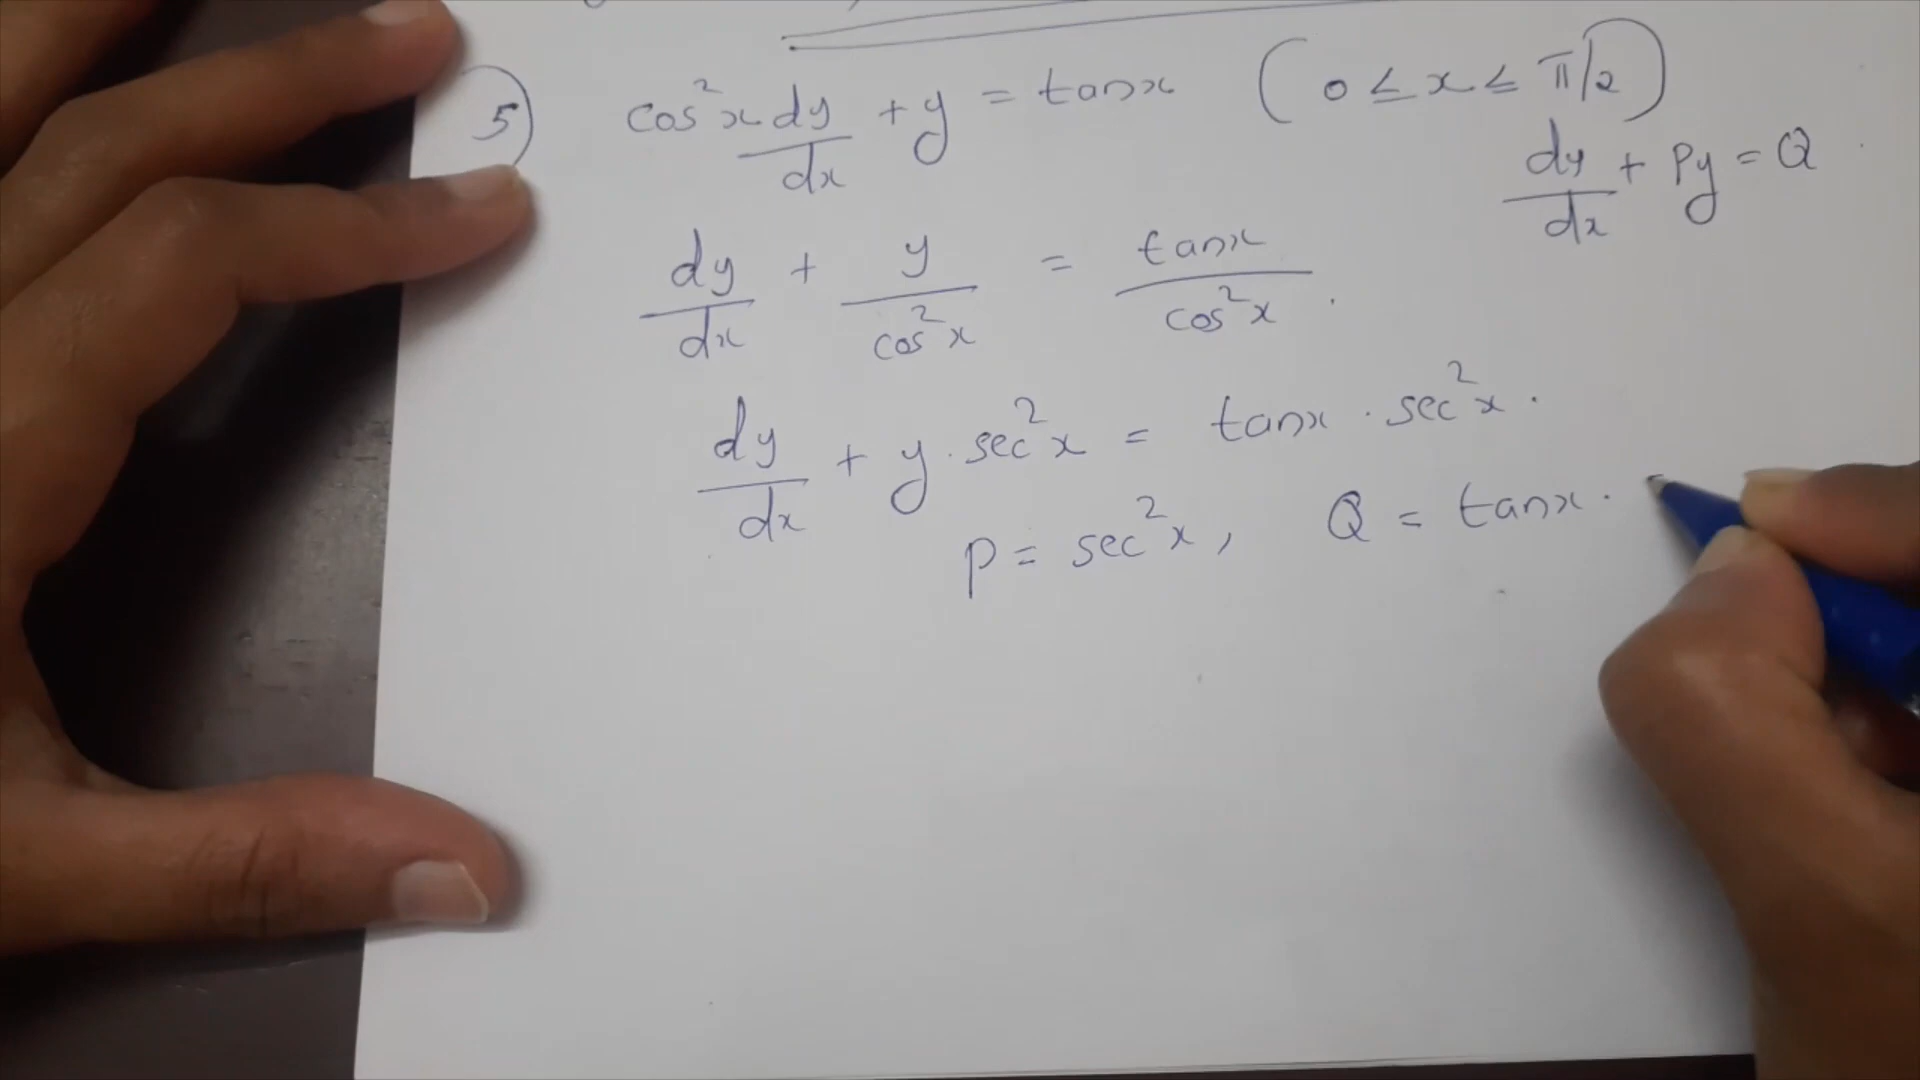 5) cos²x dy/dx + y = tanx (0 ≤ x ≤ π/2)
dy/dx + Py = Q
dy/dx + y/cos²x = tanx/cos²x.
dy/dx + y.sec²x = tanx . sec²x.
P = sec²x, Q = tanx.